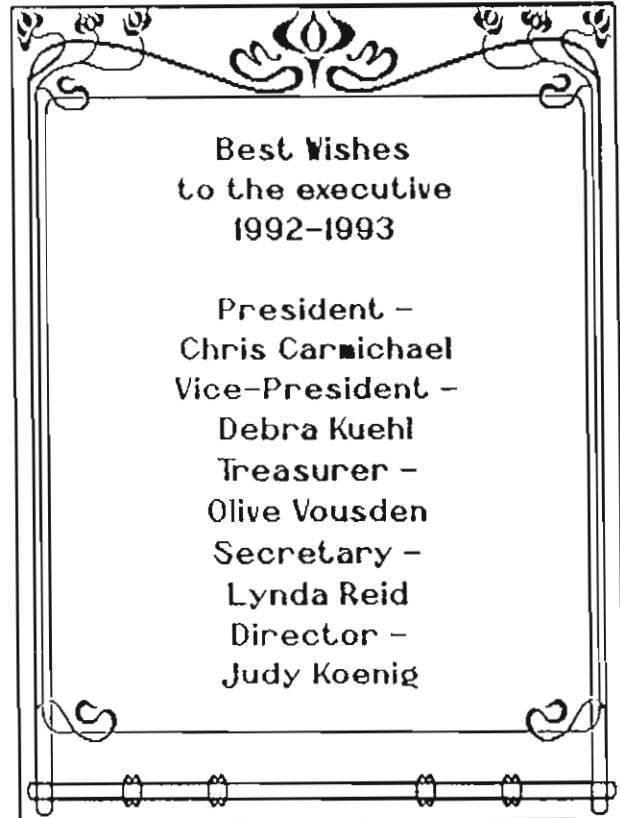 Best Wishes
to the executive
1992-1993
President -
Chris Carmichael
Vice-President -
Debra Kuehl
Treasurer -
Olive Vousden
Secretary -
Lynda Reid
Director -
Judy Koenig